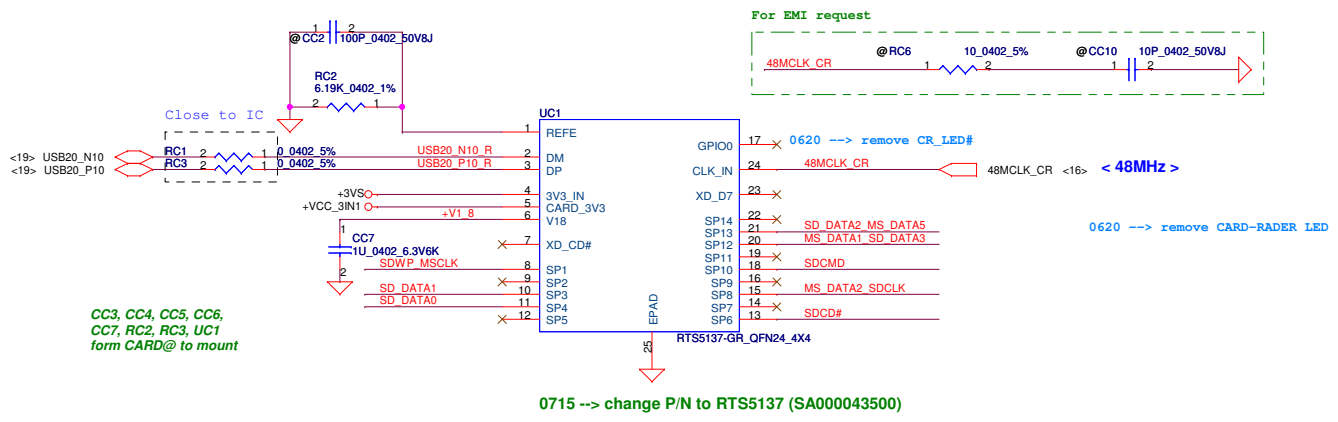 For EMI request
1 2
@ CC2 100P_0402_50V8J
@ RC6 10_0402_5% @ CC10 10P_0402_50V8J
48MCLK_CR 1 2 1 2
RC2
6.19K_0402_1%
2 1
Close to IC
UC1
1 REFE
<19> USB20_N10 RC1 2 1 0_0402_5% USB20_N10_R 2 DM
<19> USB20_P10 RC3 2 1 0_0402_5% USB20_P10_R 3 DP
GPIO0 17 0620 --> remove CR_LED#
CLK_IN 24 48MCLK_CR 48MCLK_CR <16> < 48MHz >
+3VS 4 3V3_IN
+VCC_3IN1 5 CARD_3V3
+V1_8 6 V18
XD_D7 23
1
CC7
1U_0402_6.3V6K
2
7 XD_CD#
SP14 22
SP13 21 SD_DATA2_MS_DATA5
SP12 20 MS_DATA1_SD_DATA3
0620 --> remove CARD-RADER LED
SDWP_MSCLK 8 SP1
9 SP2
SD_DATA1 10 SP3
SD_DATA0 11 SP4
12 SP5
SP11 19
SP10 18 SDCMD
SP9 16
SP8 15 MS_DATA2_SDCLK
SP7 14
SP6 13 SDCD#
EPAD
25
RTS5137-GR_QFN24_4X4
CC3, CC4, CC5, CC6,
CC7, RC2, RC3, UC1
form CARD@ to mount
0715 --> change P/N to RTS5137 (SA000043500)